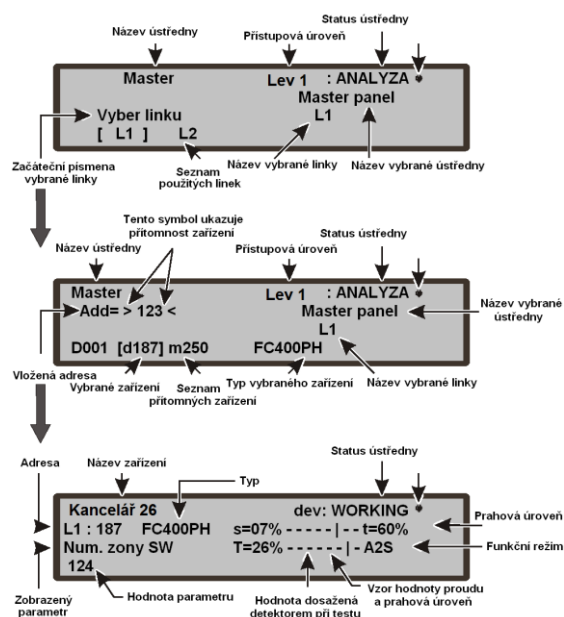 Status ústředny
Název ústředny
Přístupová úroveň
Master
Lev 1
: ANALYZA
Master panel
Vyber linku
L1
[ L1 ]
L2
Začáteční písmena
vybrané linky
Seznam
použitých linek
Název vybrané linky
Název vybrané ústředny
Tento symbol ukazuje
přítomnost zařízení
Status ústředny
Název ústředny
Přístupová úroveň
Master
Lev 1
: ANALYZA
Add= > 123 <
Master panel
L1
Název vybrané
ústředny
D001 [d187] m250
FC400PH
Vložená adresa
Vybrané zařízení
Seznam
přítomných zařízení
Typ vybraného zařízení
Název vybrané linky
Status ústředny
Adresa
Název zařízení
Typ
Kancelář 26
dev: WORKING
L1 : 187 FC400PH
s=07% - - - - - | - - t=60%
Prahová úroveň
Num. zony SW
T=26% - - - - - - | - A2S
Funkční režim
124
Zobrazený
parametr
Hodnota parametru
Hodnota dosažená
detektorem při testu
Vzor hodnoty proudu
a prahová úroveň